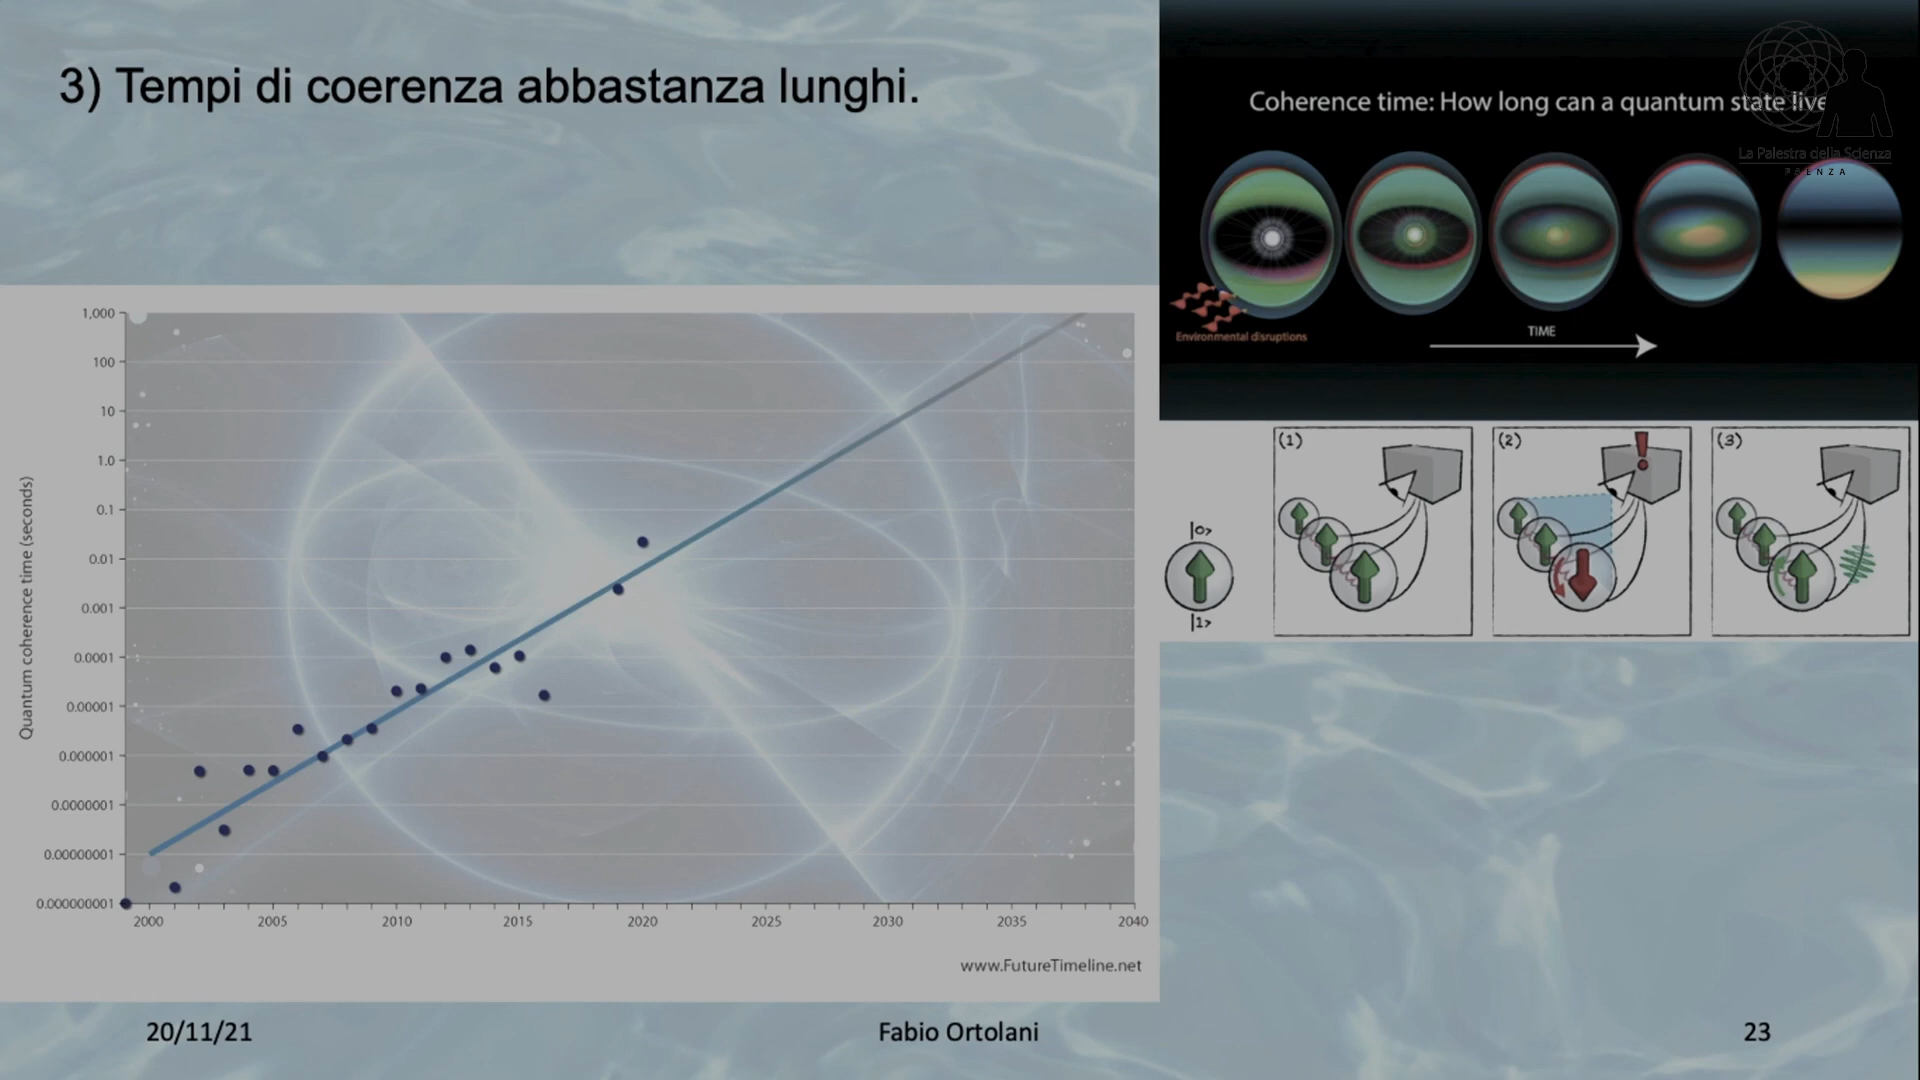 3) Tempi di coerenza abbastanza lunghi.
Coherence time: How long can a quantum state live
La Palestra della Scienza
FAENZA
Environmental disruptions
TIME
1,000
100
10
1.0
0.1
0.01
0.001
0.0001
0.00001
0.000001
0.0000001
0.00000001
0.000000001
Quantum coherence time (seconds)
2000 2005 2010 2015 2020 2025 2030 2035 2040
www.FutureTimeline.net
(1) (2) (3)
|0>
|1>
20/11/21 Fabio Ortolani 23